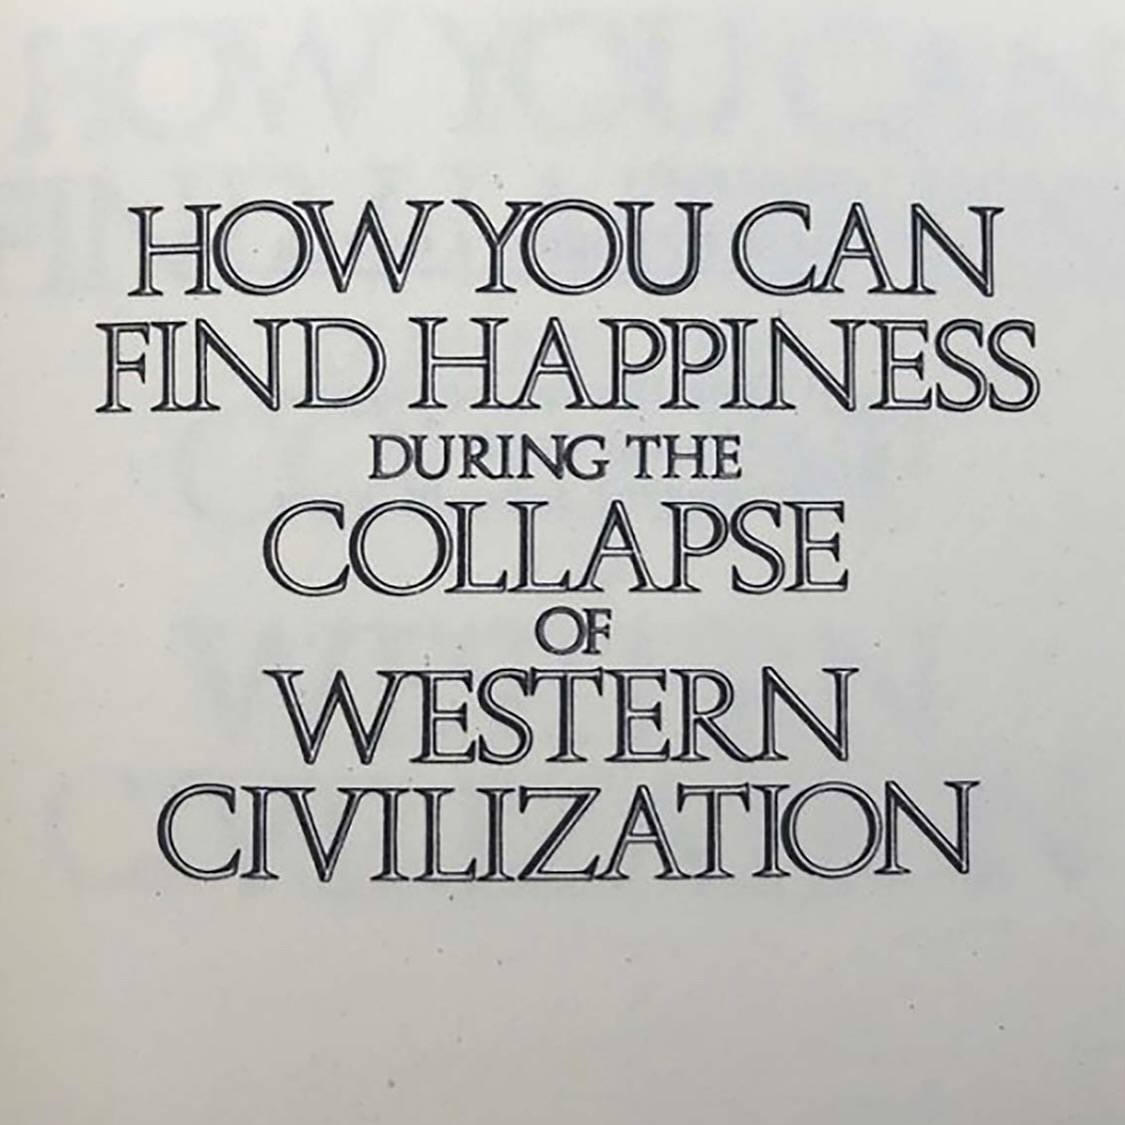 HOW YOU CAN
FIND HAPPINESS
DURING THE
COLLAPSE
OF
WESTERN
CIVILIZATION